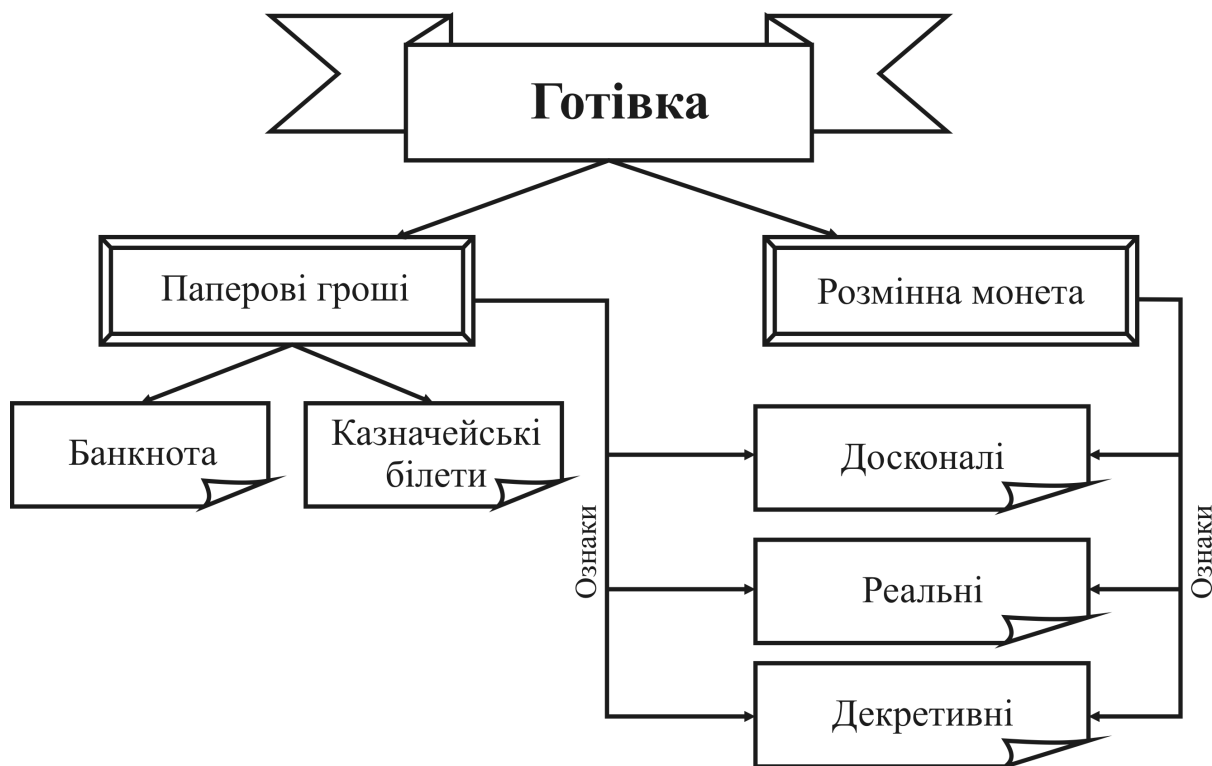 Готівка
Паперові гроші
Розмінна монета
Банкнота
Казначейські
білети
Ознаки
Досконалі
Реальні
Декретивні
Ознаки